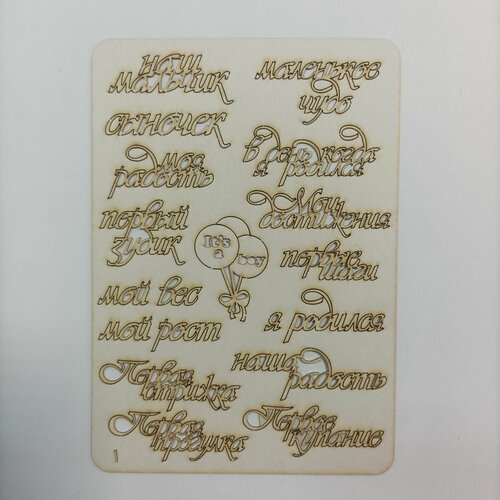 наш
мальчик
сыночек
моя
радость
первый
зубик
мой вес
мой рост
Первая
стрижка
Первая
прогулка
It's
a
boy
маленькое
чудо
в день когда
я родился
Мои
достижения
первые
шаги
я родился
наша
радость
Первое
купание